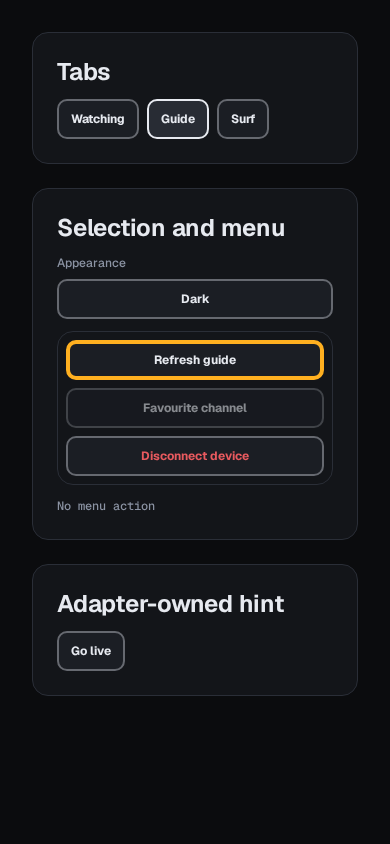 Tabs
Watching Guide Surf
Selection and menu
Appearance
Dark
Refresh guide
Favourite channel
Disconnect device
No menu action
Adapter-owned hint
Go live